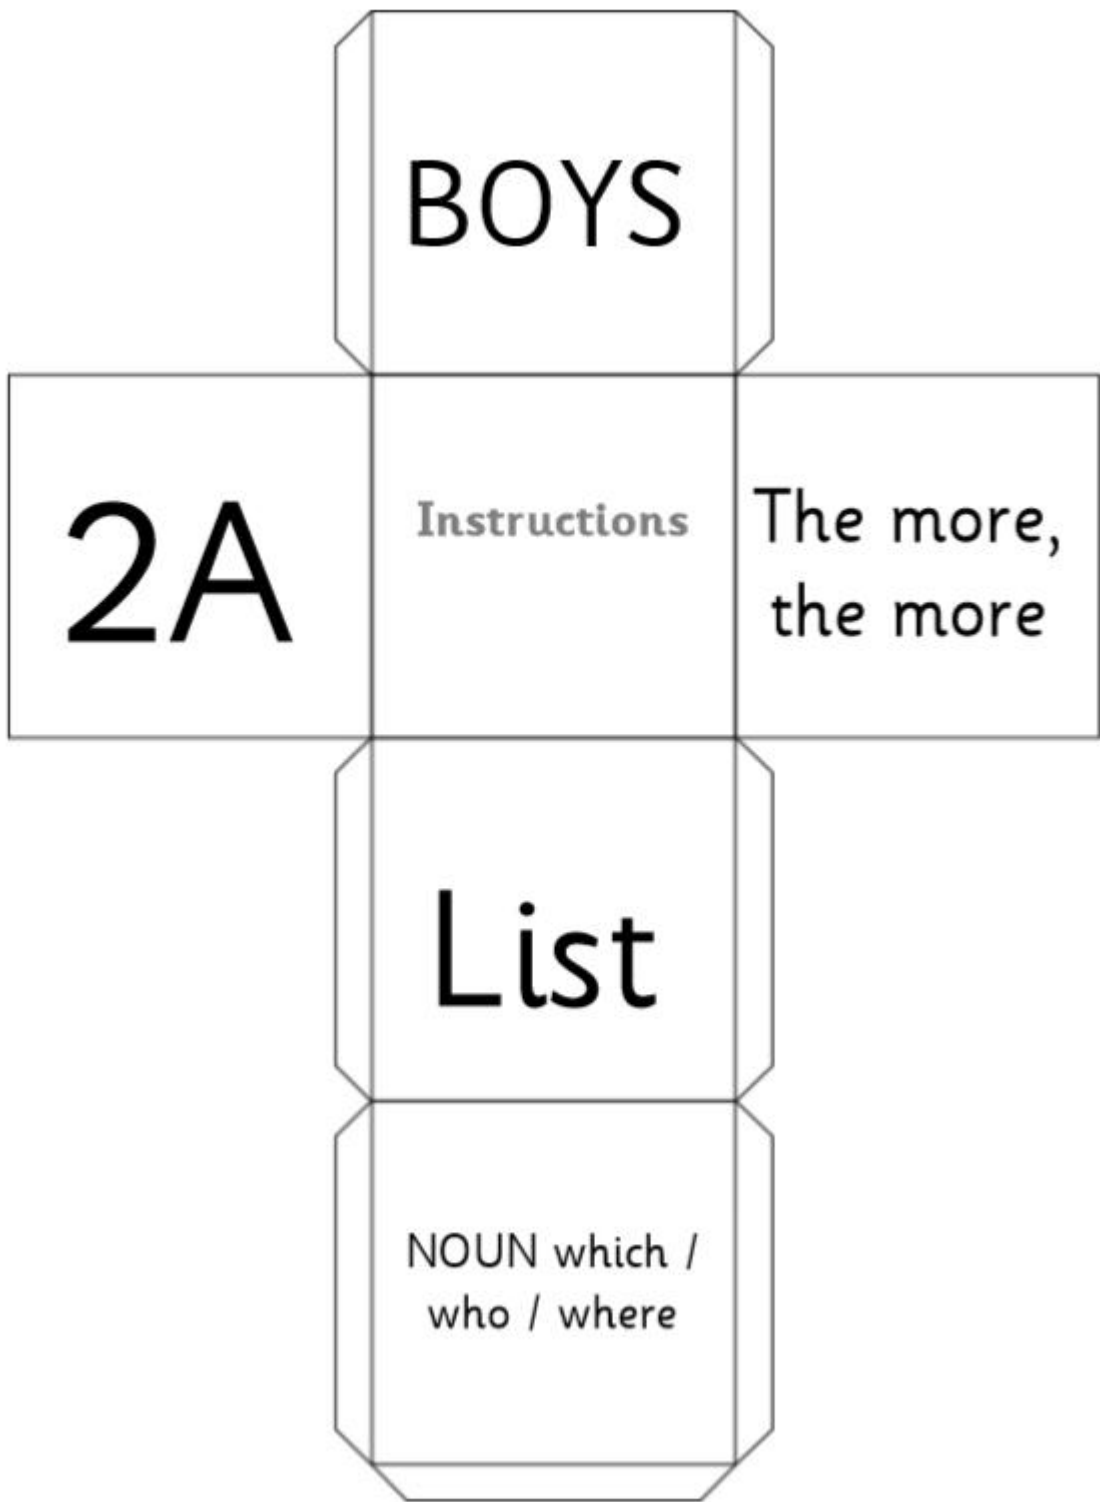 BOYS
2A
Instructions
The more,
the more
List
NOUN which /
who / where